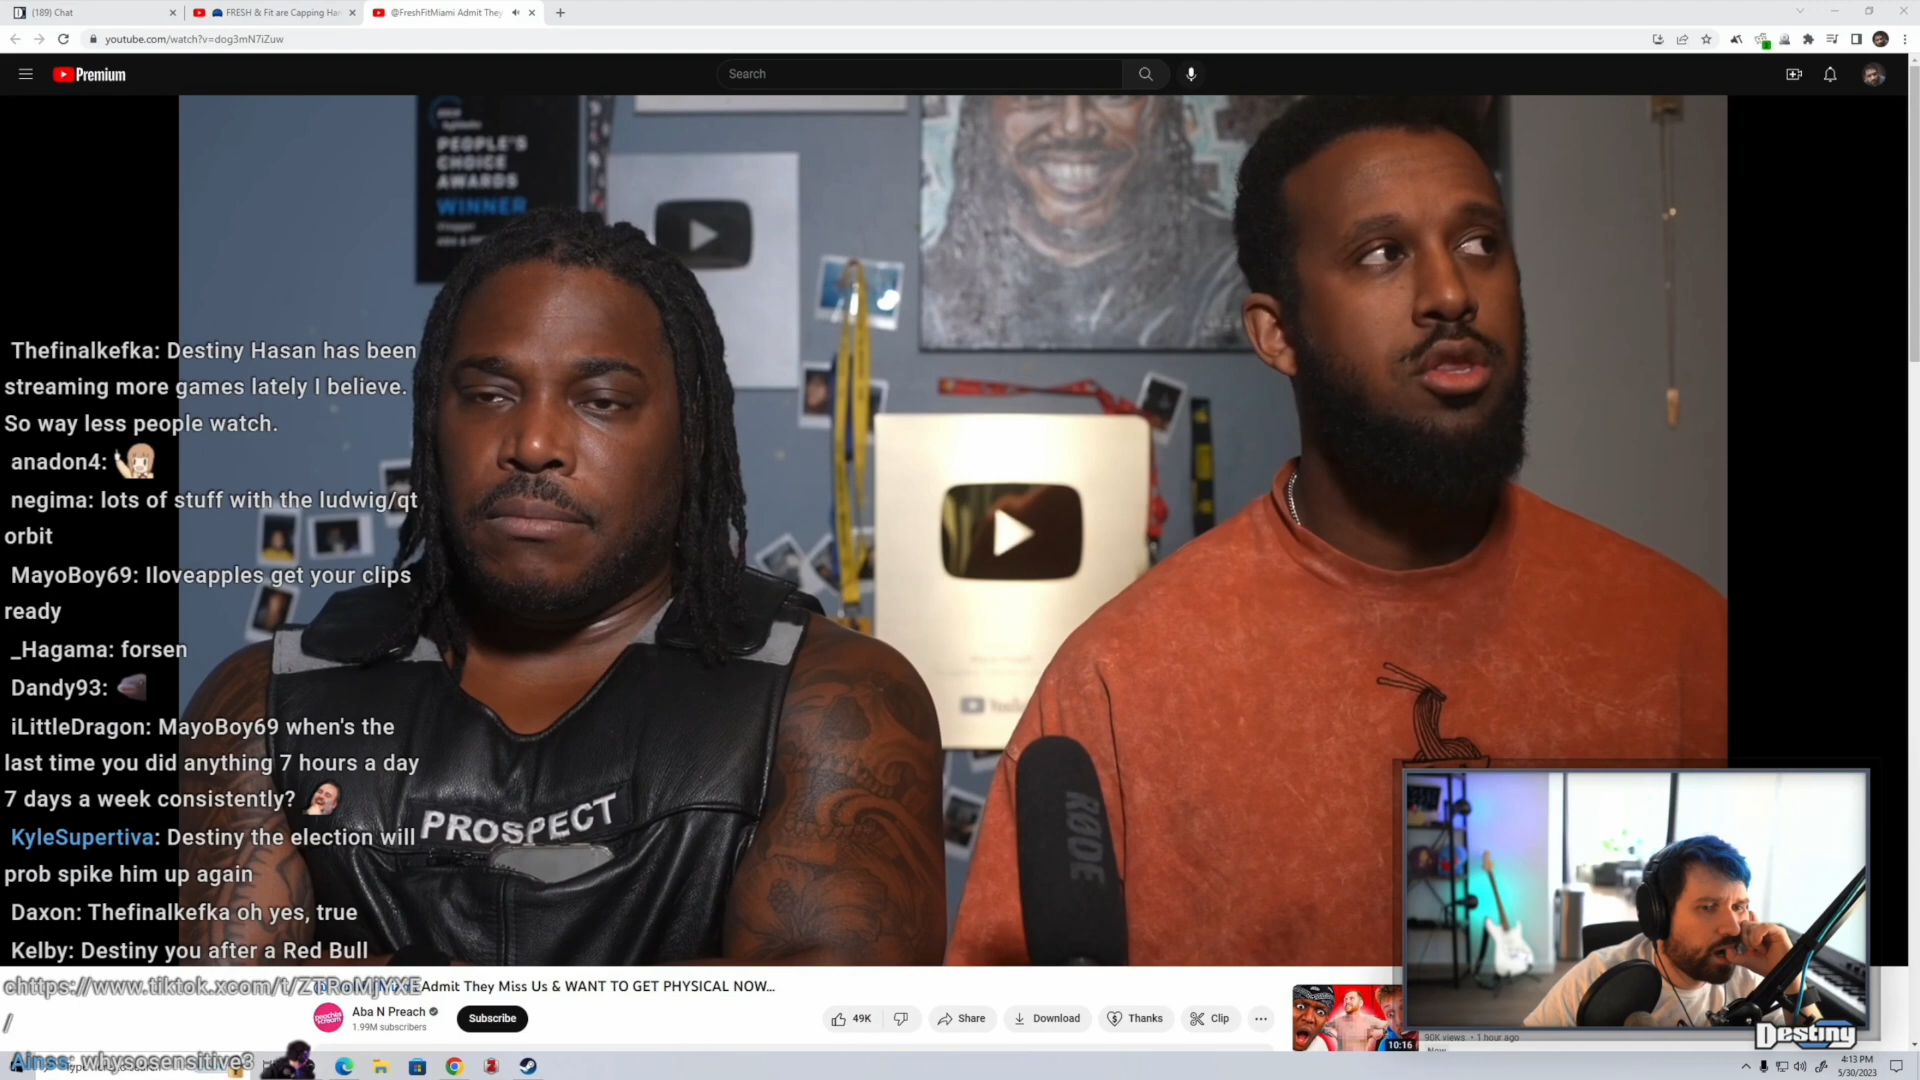 (189) Chat
FRESH & Fit are Capping Har
@FreshFitMiami Admit They
youtube.com/watch?v=dog3mN7iZuw
Premium
Search
PEOPLE'S
CHOICE
AWARDS
WINNER
Thefinalkefka: Destiny Hasan has been
streaming more games lately I believe.
So way less people watch.
anadon4:
negima: lots of stuff with the ludwig/qt
orbit
MayoBoy69: Iloveapples get your clips
ready
_Hagama: forsen
Dandy93:
iLittleDragon: MayoBoy69 when's the
last time you did anything 7 hours a day
7 days a week consistently?
KyleSupertiva: Destiny the election will
prob spike him up again
Daxon: Thefinalkefka oh yes, true
Kelby: Destiny you after a Red Bull
PROSPECT
RØDE
Admit They Miss Us & WANT TO GET PHYSICAL NOW...
/
Aba N Preach
1.99M subscribers
Subscribe
49K
Share
Download
Thanks
Clip
10:16
90K views • 1 hour ago
Destiny
Ainss: whysosensitive3
4:13 PM
5/30/2023